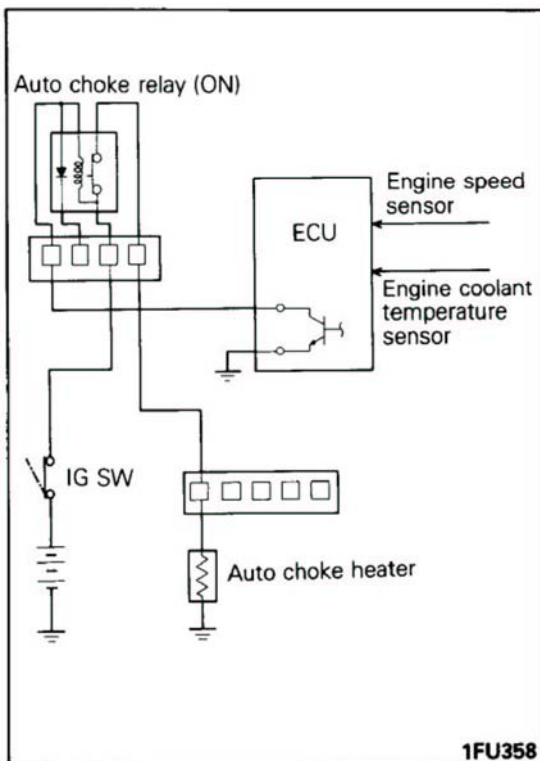 Auto choke relay (ON)
ECU
Engine speed
sensor
Engine coolant
temperature
sensor
IG SW
Auto choke heater
1FU358